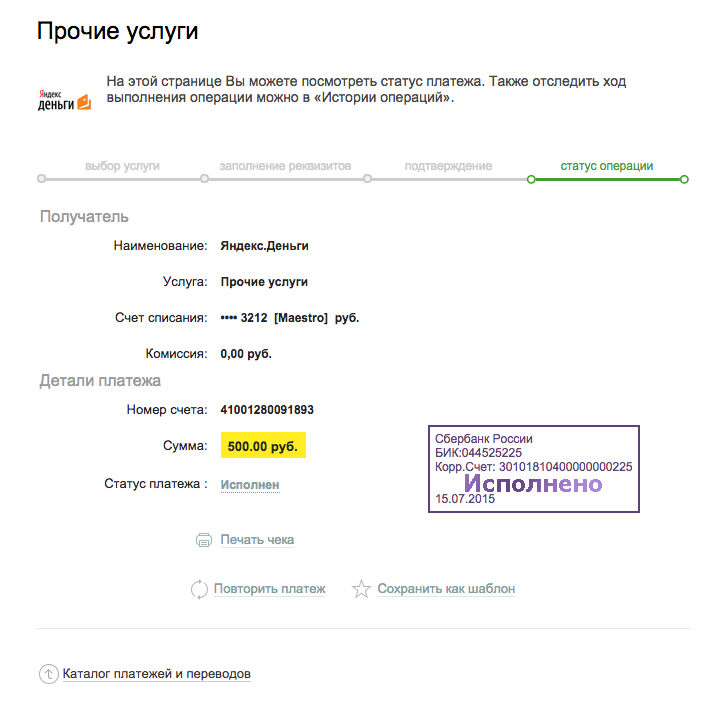 Прочие услуги
Яндекс
деньги
На этой странице Вы можете посмотреть статус платежа. Также отследить ход
выполнения операции можно в «Истории операций».
выбор услуги заполнение реквизитов подтверждение статус операции
Получатель
Наименование: Яндекс.Деньги
Услуга: Прочие услуги
Счет списания: •••• 3212 [Maestro] руб.
Комиссия: 0,00 руб.
Детали платежа
Номер счета: 41001280091893
Сумма: 500.00 руб.
Статус платежа : Исполнен
Сбербанк России
БИК:044525225
Корр.Счет: 30101810400000000225
Исполнено
15.07.2015
Печать чека
Повторить платеж Сохранить как шаблон
Каталог платежей и переводов